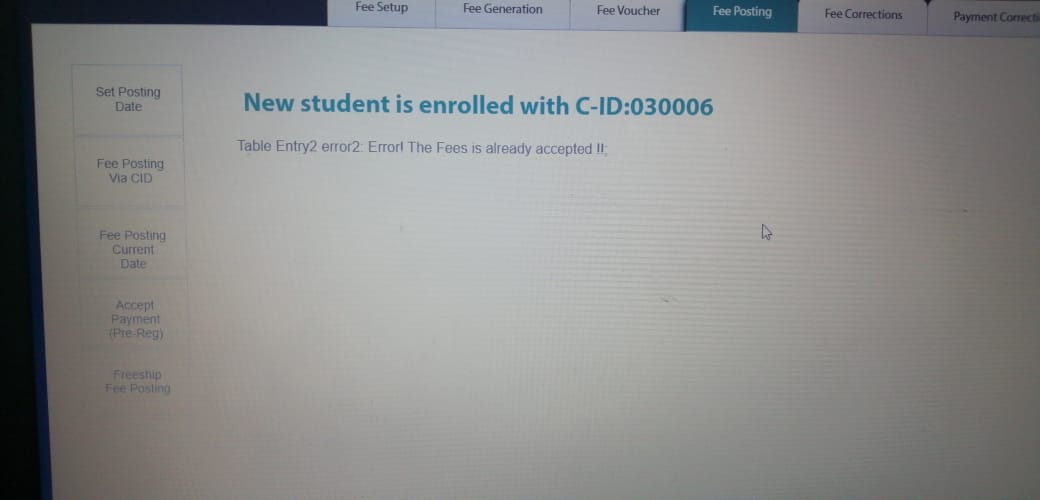 Fee Setup
Fee Generation
Fee Voucher
Fee Posting
Fee Corrections
Payment
Set Posting
Date
Fee Posting
Via CID
Fee Posting
Current
Date
Accept
Payment
(Pre-Reg)
Freeship
Fee Posting
New student is enrolled with C-ID:030006
Table Entry2 error2: Error! The Fees is already accepted !!;